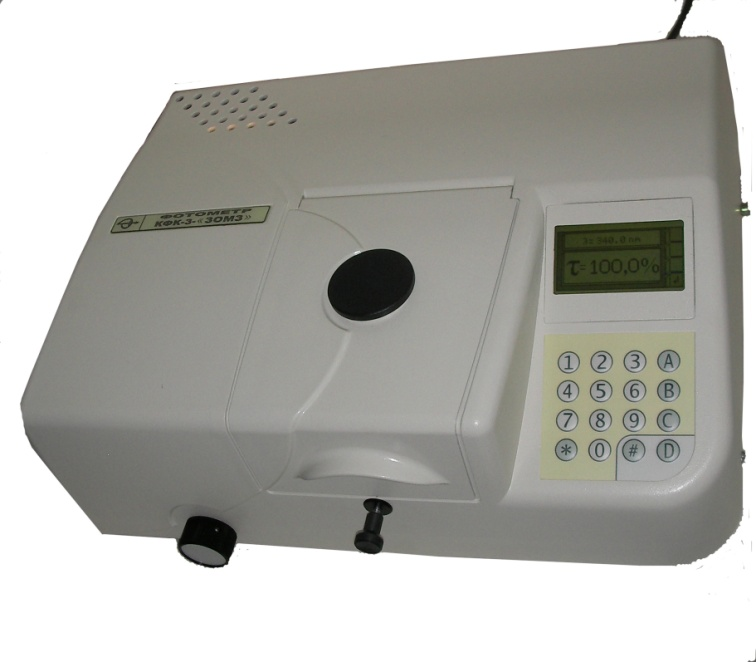 ФОТОМЕТР
КФК-3-«ЗОМЗ»
τ=100,0%
1 2 3 A
4 5 6 B
7 8 9 C
* 0 # D